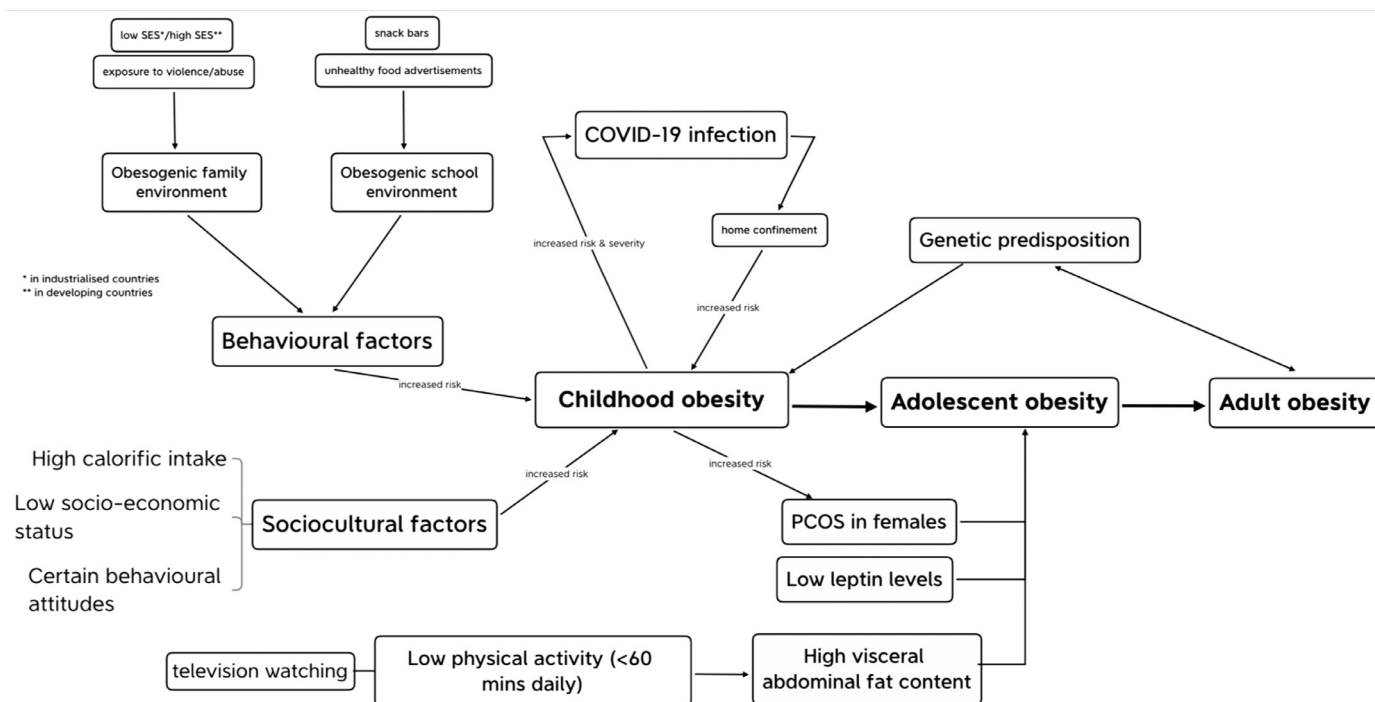 low SES*/high SES**
exposure to violence/abuse
snack bars
unhealthy food advertisements
Obesogenic family
environment
Obesogenic school
environment
COVID-19 infection
increased risk & severity
home confinement
increased risk
Genetic predisposition
* in industrialised countries
** in developing countries
Behavioural factors
increased risk
Childhood obesity
Adolescent obesity
Adult obesity
High calorific intake
Low socio-economic
status
Certain behavioural
attitudes
Sociocultural factors
increased risk
increased risk
PCOS in females
Low leptin levels
television watching
Low physical activity (<60
mins daily)
High visceral
abdominal fat content